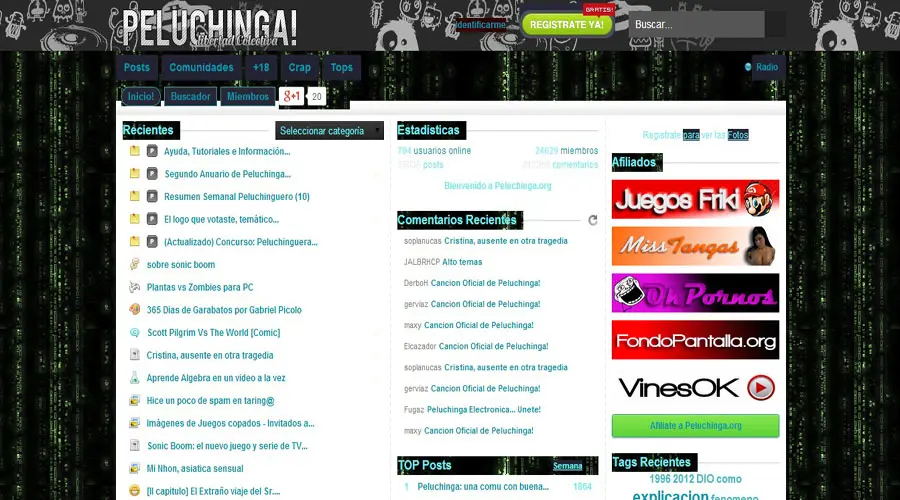 PELUCHINGA!
libertad colectiva
Identificarme
GRATIS!
REGISTRATE YA!
Buscar...
Posts
Comunidades
+18
Crap
Tops
Radio
Inicio!
Buscador
Miembros
g+1
20
Recientes
Seleccionar categoría
Ayuda, Tutoriales e Información...
Segundo Anuario de Peluchinga...
Resumen Semanal Peluchinguero (10)
El logo que votaste, temátic...
(Actualizado) Concurso: Peluchinguera...
sobre sonic boom
Plantas vs Zombies para PC
365 Dias de Garabatos por Gabriel Picolo
Scott Pilgrim Vs The World [Comic]
Cristina, ausente en otra tragedia
Aprende Algebra en un video a la vez
Hice un poco de spam en taring@
Imágenes de Juegos copados - Invitados a...
Sonic Boom: el nuevo juego y serie de TV...
Mi Nhon, asiatica sensual
[II capitulo] El Extraño viaje del Sr....
Estadísticas
794 usuarios online
24629 miembros
posts
comentarios
Bienvenido a Peluchinga.org
Comentarios Recientes
soplanucas Cristina, ausente en otra tragedia
JALBRHCP Alto temas
DerboH Cancion Oficial de Peluchinga!
gerviaz Cancion Oficial de Peluchinga!
maxy Cancion Oficial de Peluchinga!
Elcazador Cancion Oficial de Peluchinga!
soplanucas Cristina, ausente en otra tragedia
gerviaz Cancion Oficial de Peluchinga!
Fugaz Peluchinga Electronica... Unete!
maxy Cancion Oficial de Peluchinga!
TOP Posts
Semana
1 Peluchinga: una comu con buena...
1864
Registrate para ver las Fotos
Afiliados
Juegos Friki
Miss Tangas
Oh Pornos
FondoPantalla.org
VinesOK
Afiliate a Peluchinga.org
Tags Recientes
1996 2012 DIO como
explicacion fenomeno